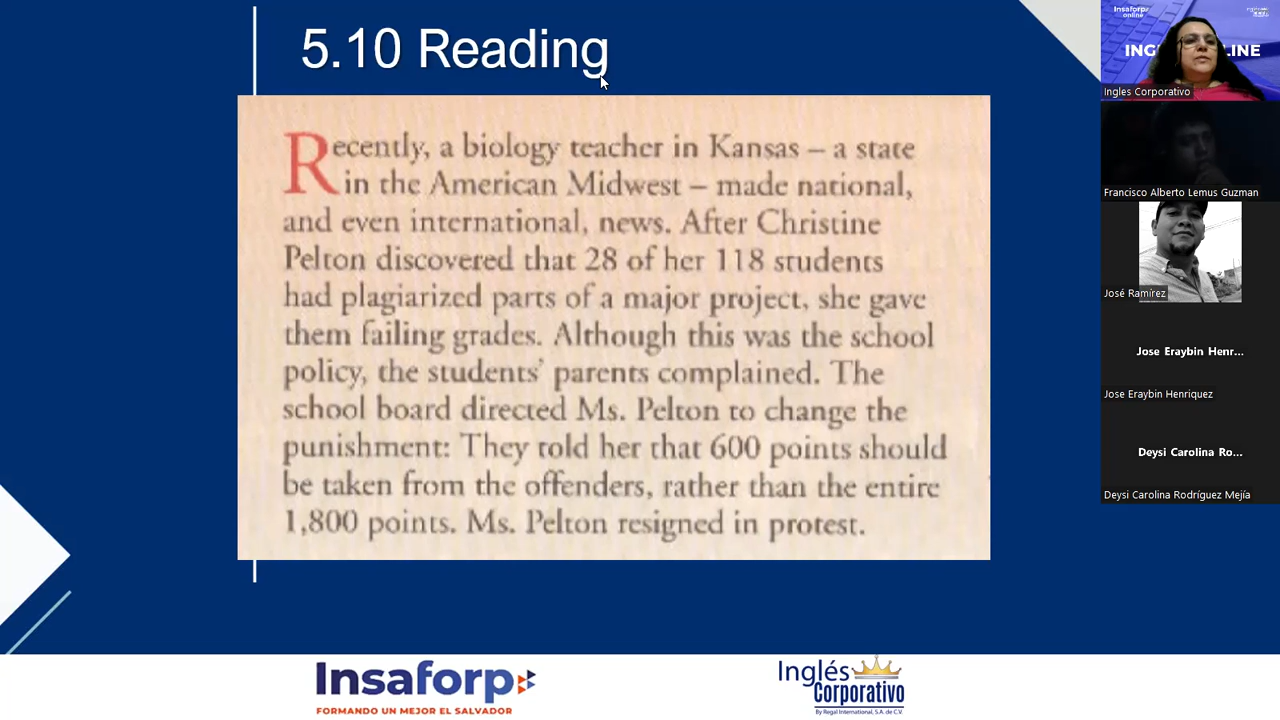 5.10 Reading
Recently, a biology teacher in Kansas – a state
in the American Midwest – made national,
and even international, news. After Christine
Pelton discovered that 28 of her 118 students
had plagiarized parts of a major project, she gave
them failing grades. Although this was the school
policy, the students' parents complained. The
school board directed Ms. Pelton to change the
punishment: They told her that 600 points should
be taken from the offenders, rather than the entire
1,800 points. Ms. Pelton resigned in protest.
Insaforp
FORMANDO UN MEJOR EL SALVADOR
Inglés
Corporativo
By Regal International, S.A. de C.V.
Insaforp
online
ING LINE
Ingles Corporativo
Francisco Alberto Lemus Guzman
José Ramírez
Jose Eraybin Henr...
Jose Eraybin Henriquez
Deysi Carolina Ro...
Deysi Carolina Rodríguez Mejía